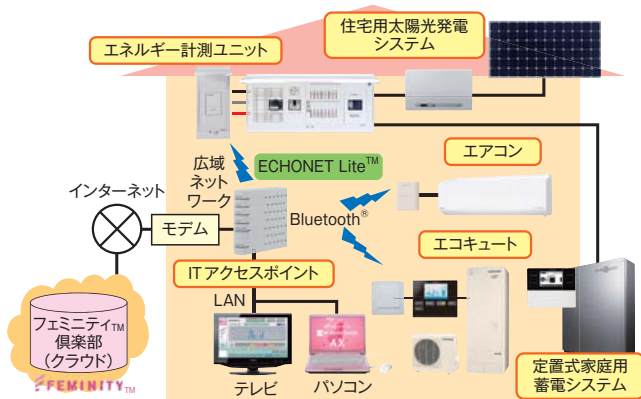 住宅用太陽光発電
システム
エネルギー計測ユニット
ECHONET Lite™
広域
ネット
ワーク
エアコン
インターネット
モデム
Bluetooth®
エコキュート
ITアクセスポイント
LAN
フェミニティ™
倶楽部
(クラウド)
FEMINITY™
テレビ
パソコン
定置式家庭用
蓄電システム